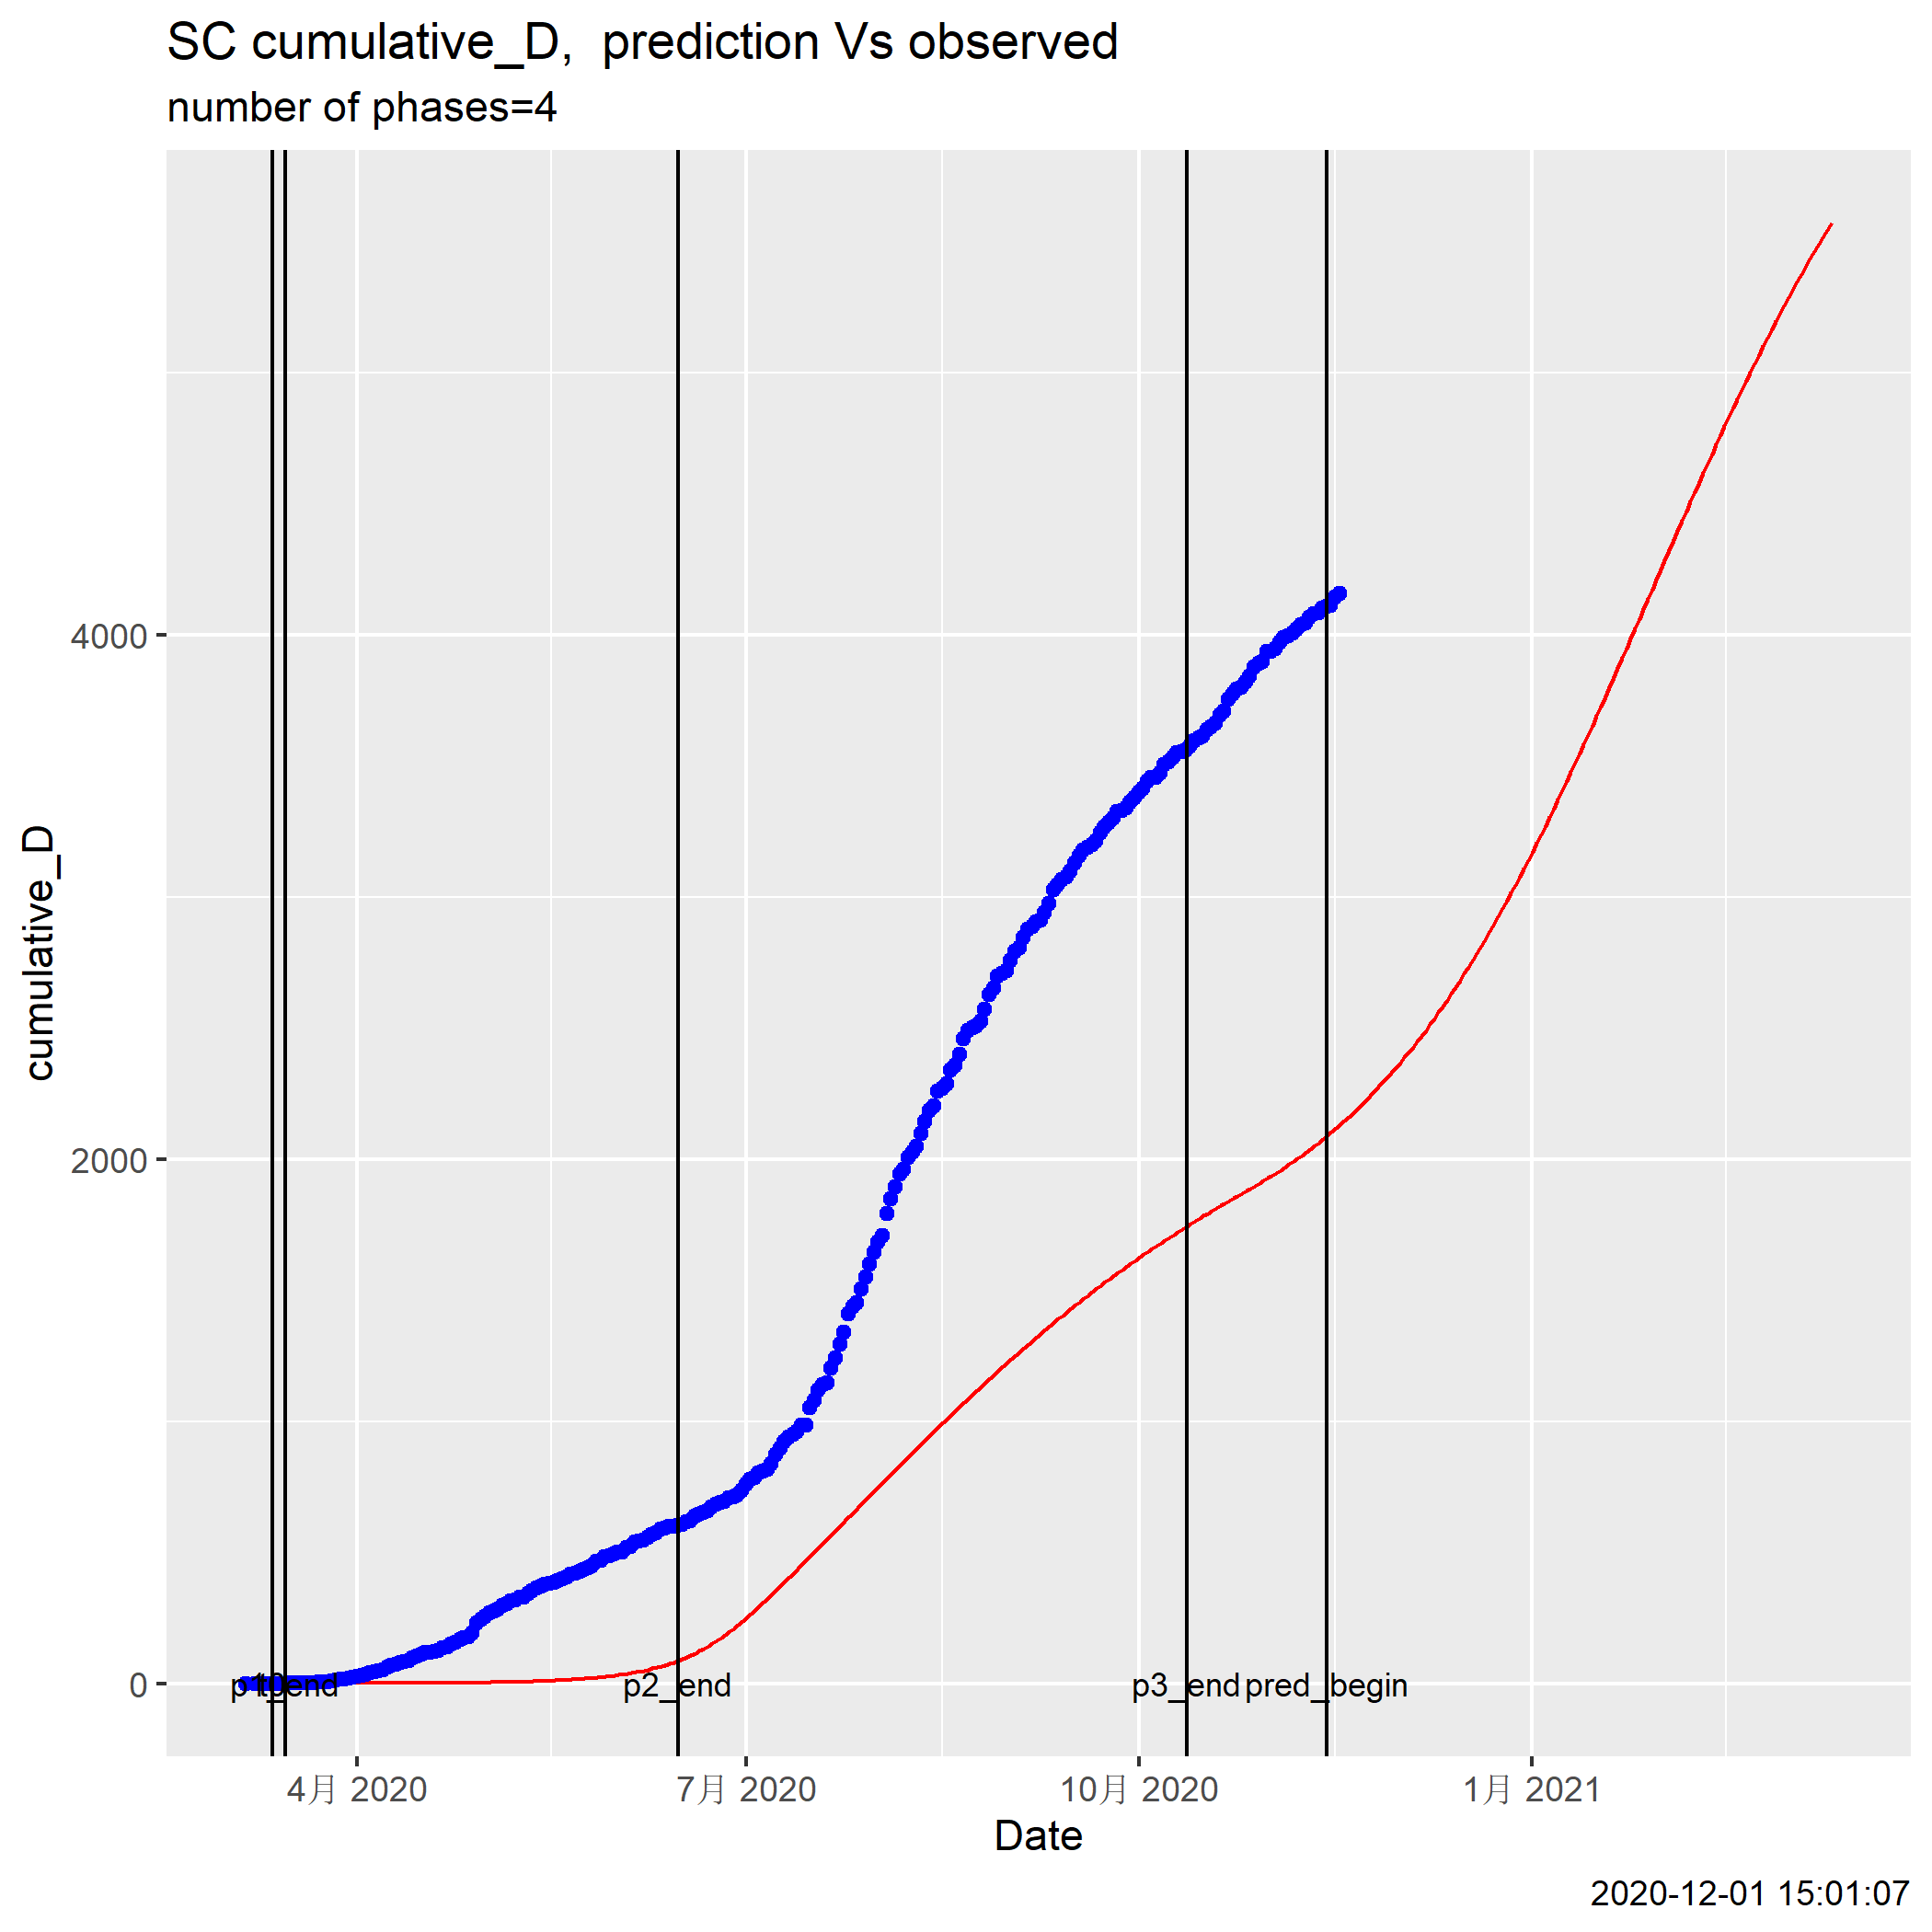 SC cumulative_D,  prediction Vs observed
number of phases=4
cumulative_D
4000
2000
0
p2_end
p3_end
pred_begin
4月 2020
7月 2020
10月 2020
1月 2021
Date
2020-12-01 15:01:07